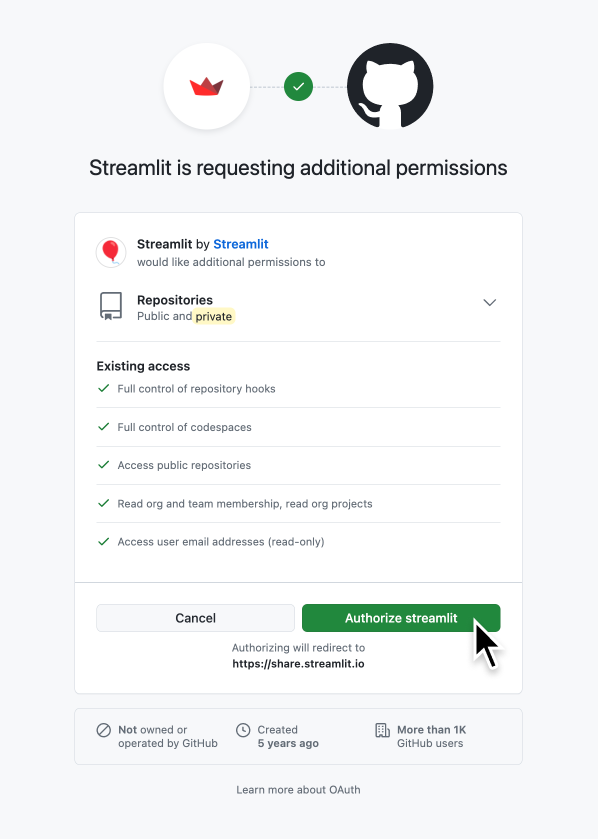 Streamlit is requesting additional permissions
Streamlit by Streamlit
would like additional permissions to
Repositories
Public and private
Existing access
Full control of repository hooks
Full control of codespaces
Access public repositories
Read org and team membership, read org projects
Access user email addresses (read-only)
Cancel
Authorize streamlit
Authorizing will redirect to
https://share.streamlit.io
Not owned or
operated by GitHub
Created
5 years ago
More than 1K
GitHub users
Learn more about OAuth